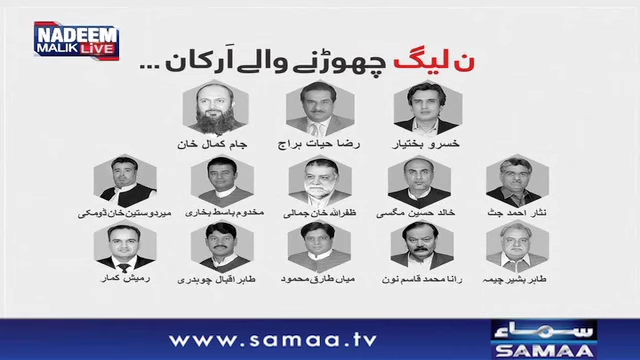 NADEEM
MALIK LIVE
ن لیگ چھوڑنے والے اَرکان ...
خسرو بختیار
رضا حیات ہراج
جام کمال خان
نثار احمد جٹ
خالد حسین مگسی
ظفراللہ خان جمالی
مخدوم باسط بخاری
میردوستین خان ڈومکی
طاہر بشیر چیمہ
رانا محمد قاسم نون
میاں طارق محمود
طاہر اقبال چوہدری
رمیش کمار
www.samaa.tv
سماء
SAMAA